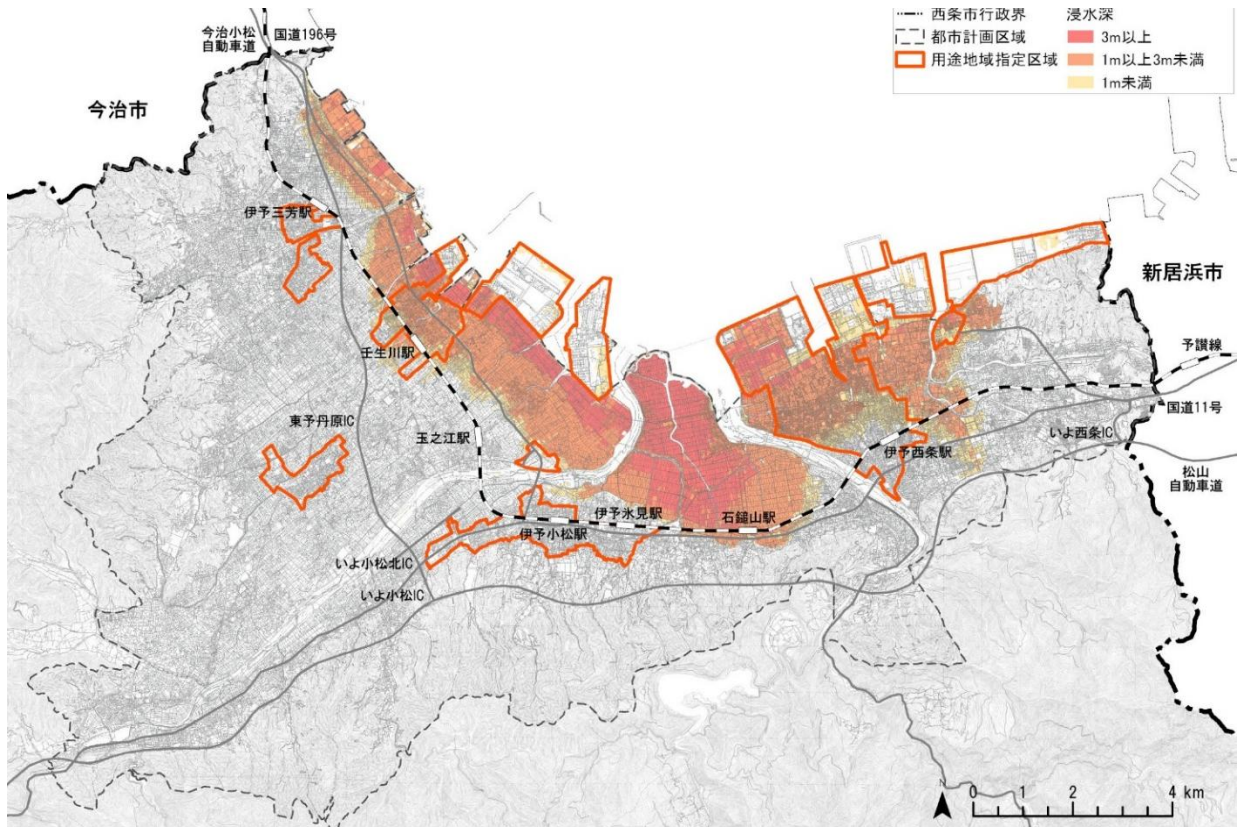 西条市行政界
都市計画区域
用途地域指定区域
浸水深
3m以上
1m以上3m未満
1m未満
今治小松
自動車道
国道196号
今治市
新居浜市
伊予三芳駅
壬生川駅
予讃線
国道11号
東予丹原IC
玉之江駅
伊予西条駅
いよ西条IC
松山
自動車道
伊予氷見駅
石鎚山駅
伊予小松駅
いよ小松北IC
いよ小松IC
0 1 2 4 km